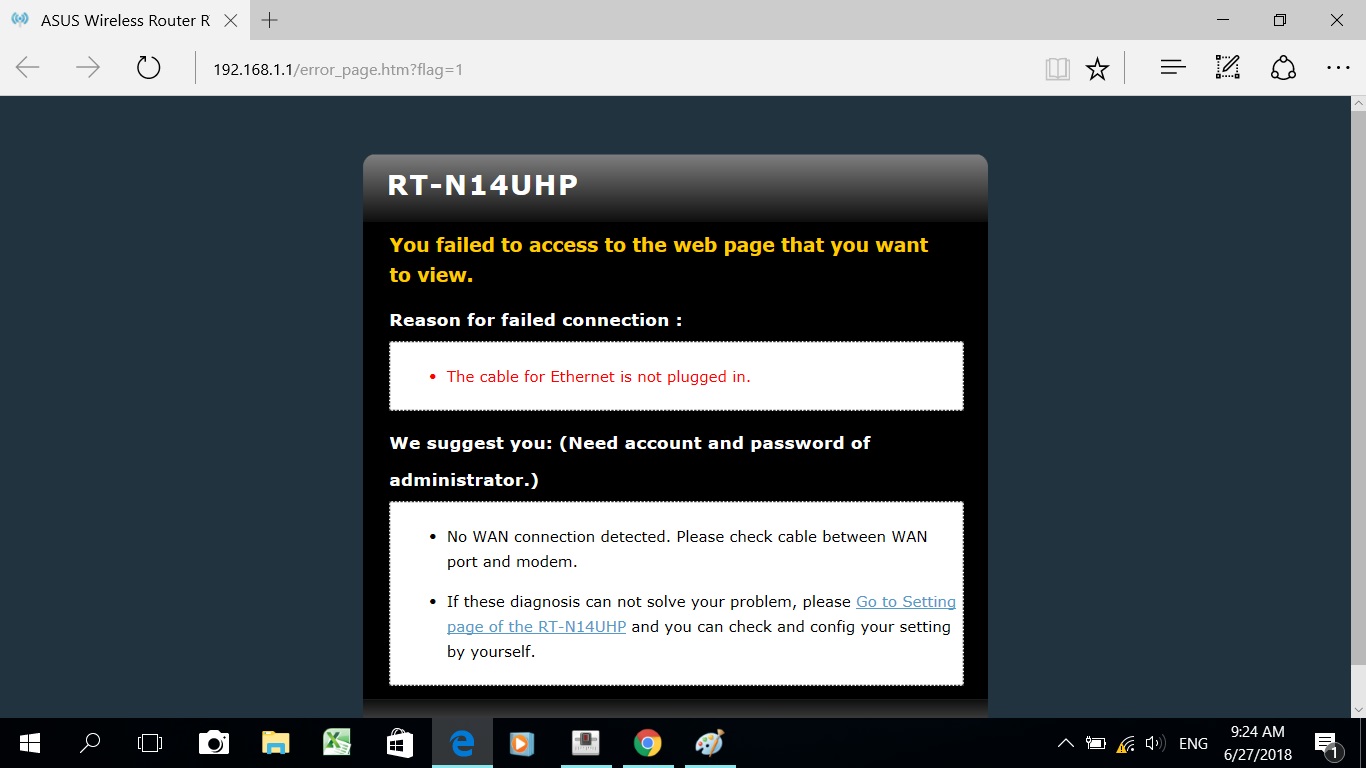 ASUS Wireless Router R
192.168.1.1/error_page.htm?flag=1
RT-N14UHP
You failed to access to the web page that you want
to view.
Reason for failed connection :
• The cable for Ethernet is not plugged in.
We suggest you: (Need account and password of
administrator.)
• No WAN connection detected. Please check cable between WAN
port and modem.
• If these diagnosis can not solve your problem, please Go to Setting
page of the RT-N14UHP and you can check and config your setting
by yourself.
ENG
9:24 AM
6/27/2018
1